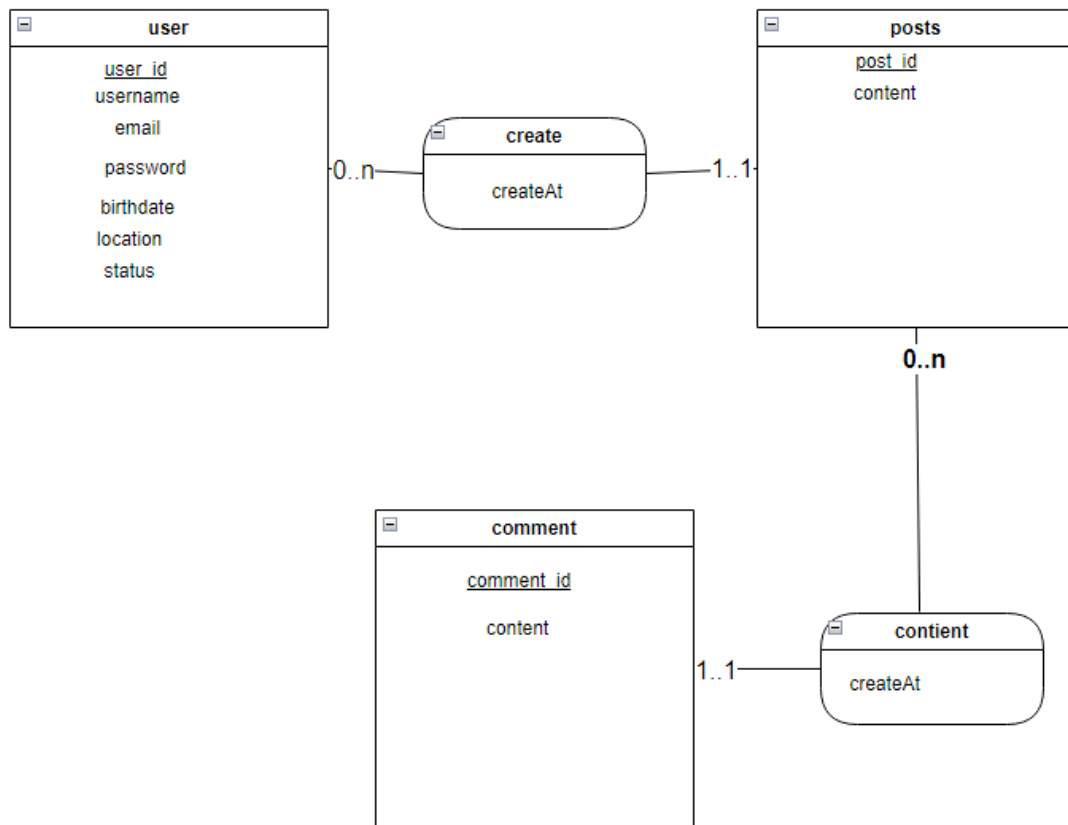 user
user_id
username
email
password
birthdate
location
status
0..n
create
createAt
1..1
posts
post_id
content
0..n
comment
comment_id
content
1..1
contient
createAt